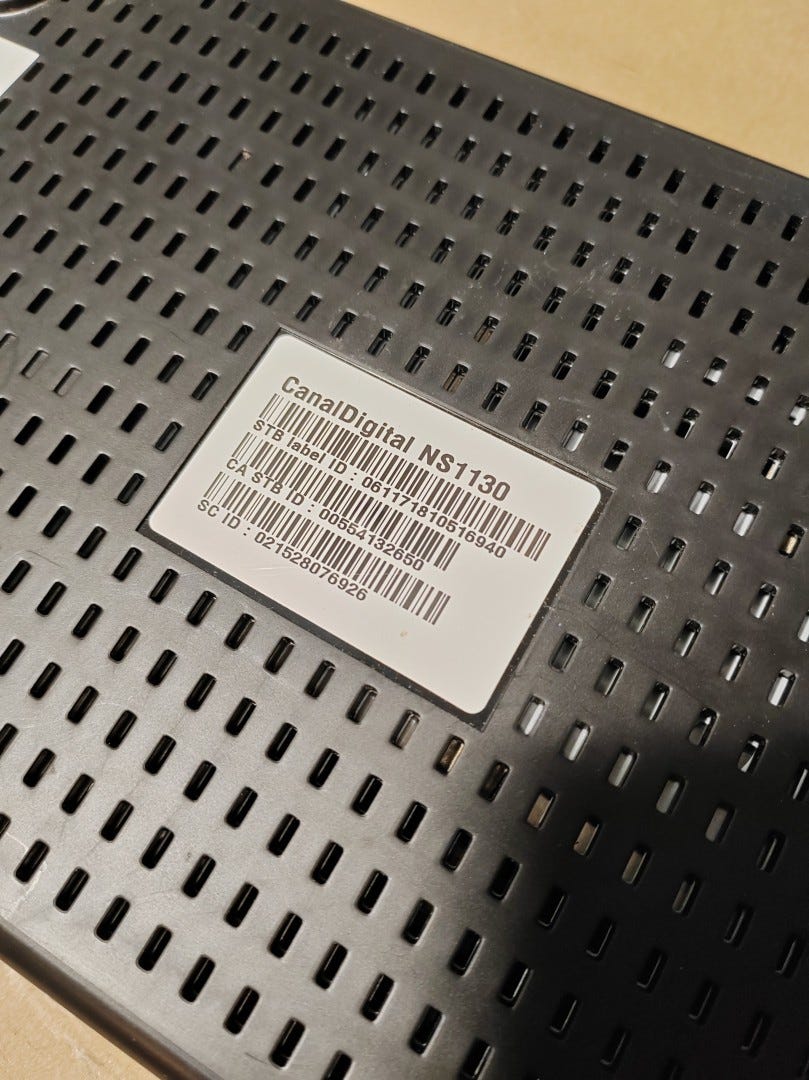 CanalDigital NS1130
STB label ID : 061171810516940
CA STB ID : 00554132650
SC ID : 021528076926